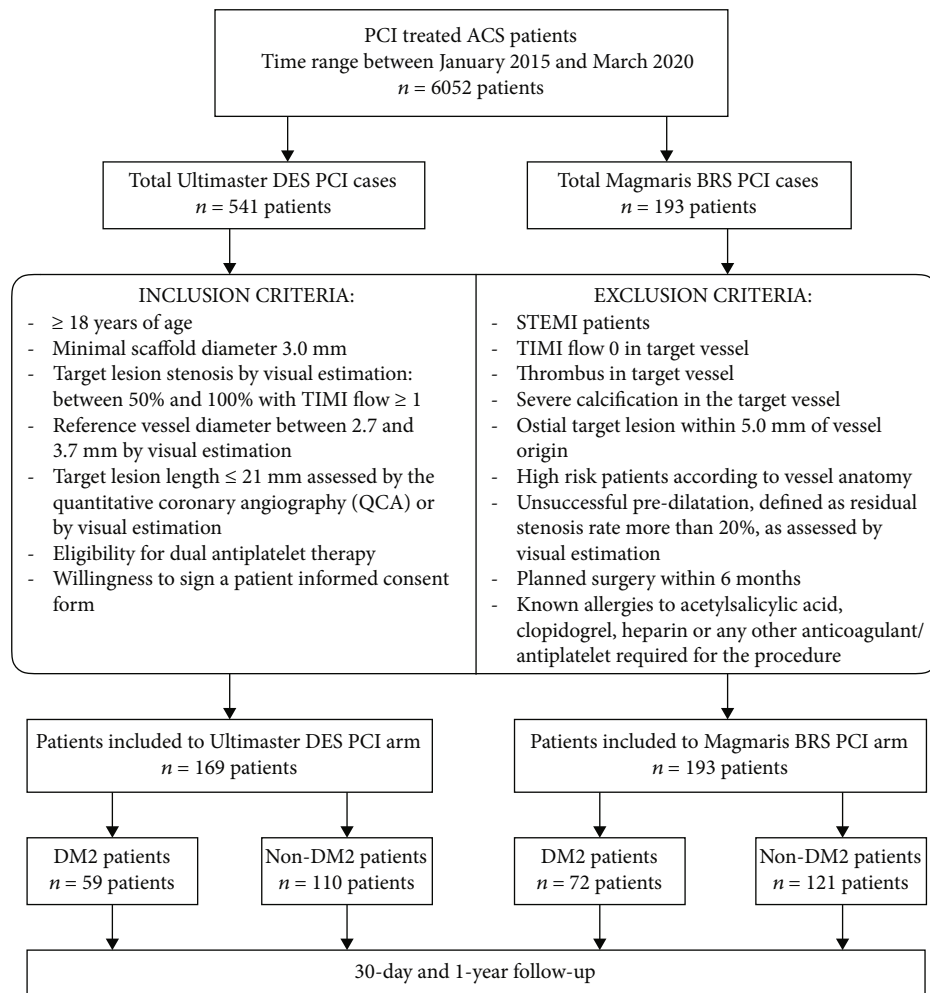 PCI treated ACS patients
Time range between January 2015 and March 2020
n = 6052 patients
Total Ultimaster DES PCI cases
n = 541 patients
Total Magmaris BRS PCI cases
n = 193 patients
INCLUSION CRITERIA:
- ≥ 18 years of age
- Minimal scaffold diameter 3.0 mm
- Target lesion stenosis by visual estimation:
between 50% and 100% with TIMI flow ≥ 1
- Reference vessel diameter between 2.7 and
3.7 mm by visual estimation
- Target lesion length ≤ 21 mm assessed by the
quantitative coronary angiography (QCA) or
by visual estimation
- Eligibility for dual antiplatelet therapy
- Willingness to sign a patient informed consent
form
EXCLUSION CRITERIA:
- STEMI patients
- TIMI flow 0 in target vessel
- Thrombus in target vessel
- Severe calcification in the target vessel
- Ostial target lesion within 5.0 mm of vessel
origin
- High risk patients according to vessel anatomy
- Unsuccessful pre-dilatation, defined as residual
stenosis rate more than 20%, as assessed by
visual estimation
- Planned surgery within 6 months
- Known allergies to acetylsalicylic acid,
clopidogrel, heparin or any other anticoagulant/
antiplatelet required for the procedure
Patients included to Ultimaster DES PCI arm
n = 169 patients
Patients included to Magmaris BRS PCI arm
n = 193 patients
DM2 patients
n = 59 patients
Non-DM2 patients
n = 110 patients
DM2 patients
n = 72 patients
Non-DM2 patients
n = 121 patients
30-day and 1-year follow-up